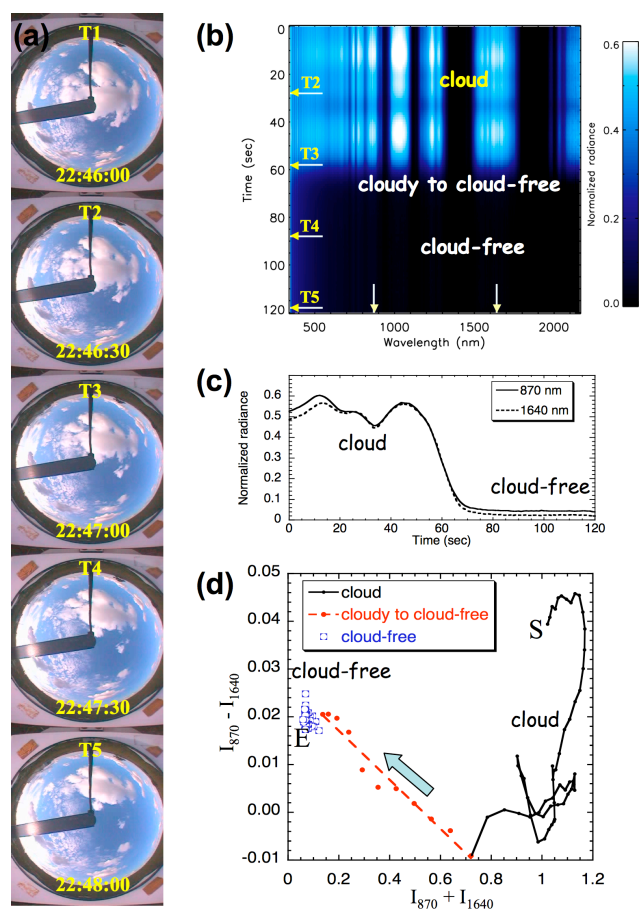 (a)
T1
22:46:00
T2
22:46:30
T3
22:47:00
T4
22:47:30
T5
22:48:00
(b)
0
20
40
60
80
100
120
Time (sec)
T2
T3
T4
T5
cloud
cloudy to cloud-free
cloud-free
500
1000
1500
2000
Wavelength (nm)
0.6
0.4
0.2
0.0
Normalized radiance
(c)
0.6
0.5
0.4
0.3
0.2
0.1
0
Normalized radiance
870 nm
1640 nm
cloud
cloud-free
0
20
40
60
80
100
120
Time (sec)
(d)
0.05
0.04
0.03
0.02
0.01
0.00
-0.01
I870 - I1640
cloud
cloudy to cloud-free
cloud-free
cloud-free
S
cloud
E
0
0.2
0.4
0.6
0.8
1
1.2
I870 + I1640